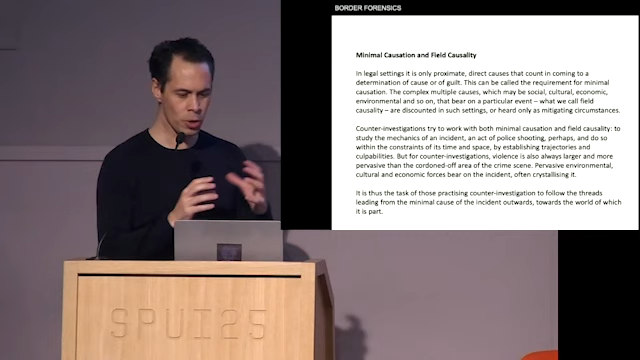 BORDER FORENSICS
Minimal Causation and Field Causality
In legal settings it is only proximate, direct causes that count in coming to a
determination of cause or of guilt. This can be called the requirement for minimal
causation. The complex multiple causes, which may be social, cultural, economic,
environmental and so on, that bear on a particular event – what we call field
causality – are discounted in such settings, or heard only as mitigating circumstances.
Counter-investigations try to work with both minimal causation and field causality: to
study the mechanics of an incident, an act of police shooting, perhaps, and do so
within the constraints of its time and space, by establishing trajectories and
culpabilities. But for counter-investigations, violence is also always larger and more
pervasive than the cordoned-off area of the crime scene. Pervasive environmental,
cultural and economic forces bear on the incident, often crystallising it.
It is thus the task of those practising counter-investigation to follow the threads
leading from the minimal cause of the incident outwards, towards the world of which
it is part.
SPUI25